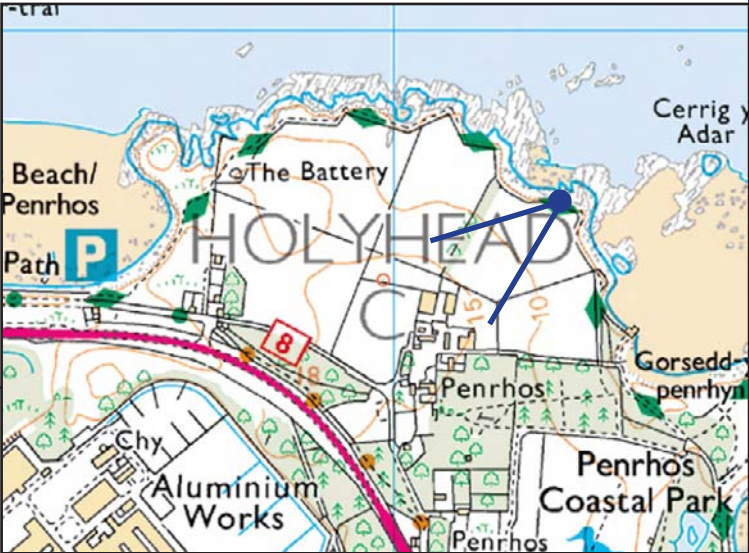 Cerrig y
Adar
The Battery
Beach/
Penrhos
HOLYHEAD
Path
P
C
15
10
8
18
Gorsedd-
penrhyn
Penrhos
Chy
Penrhos
Coastal Park
Aluminium
Works
Penrhos